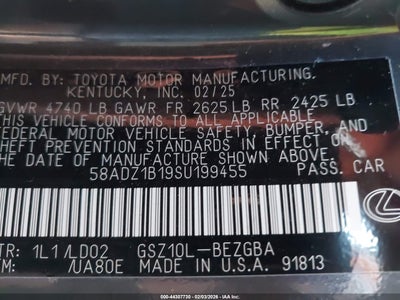 MFD. BY: TOYOTA MOTOR MANUFACTURING,
KENTUCKY, INC. 02/25
GVWR 4740 LB GAWR FR 2625 LB RR 2425 LB
THIS VEHICLE CONFORMS TO ALL APPLICABLE
FEDERAL MOTOR VEHICLE SAFETY, BUMPER, AND
THEFT PREVENTION STANDARDS IN EFFECT ON
THE DATE OF MANUFACTURE SHOWN ABOVE.
58ADZ1B19SU199455 PASS. CAR
TR: 1L1/LD02 GSZ10L-BEZGBA
TM: /UA80E MADE IN U.S.A. 91813
IAA-44307730 - 02/03/2026 -